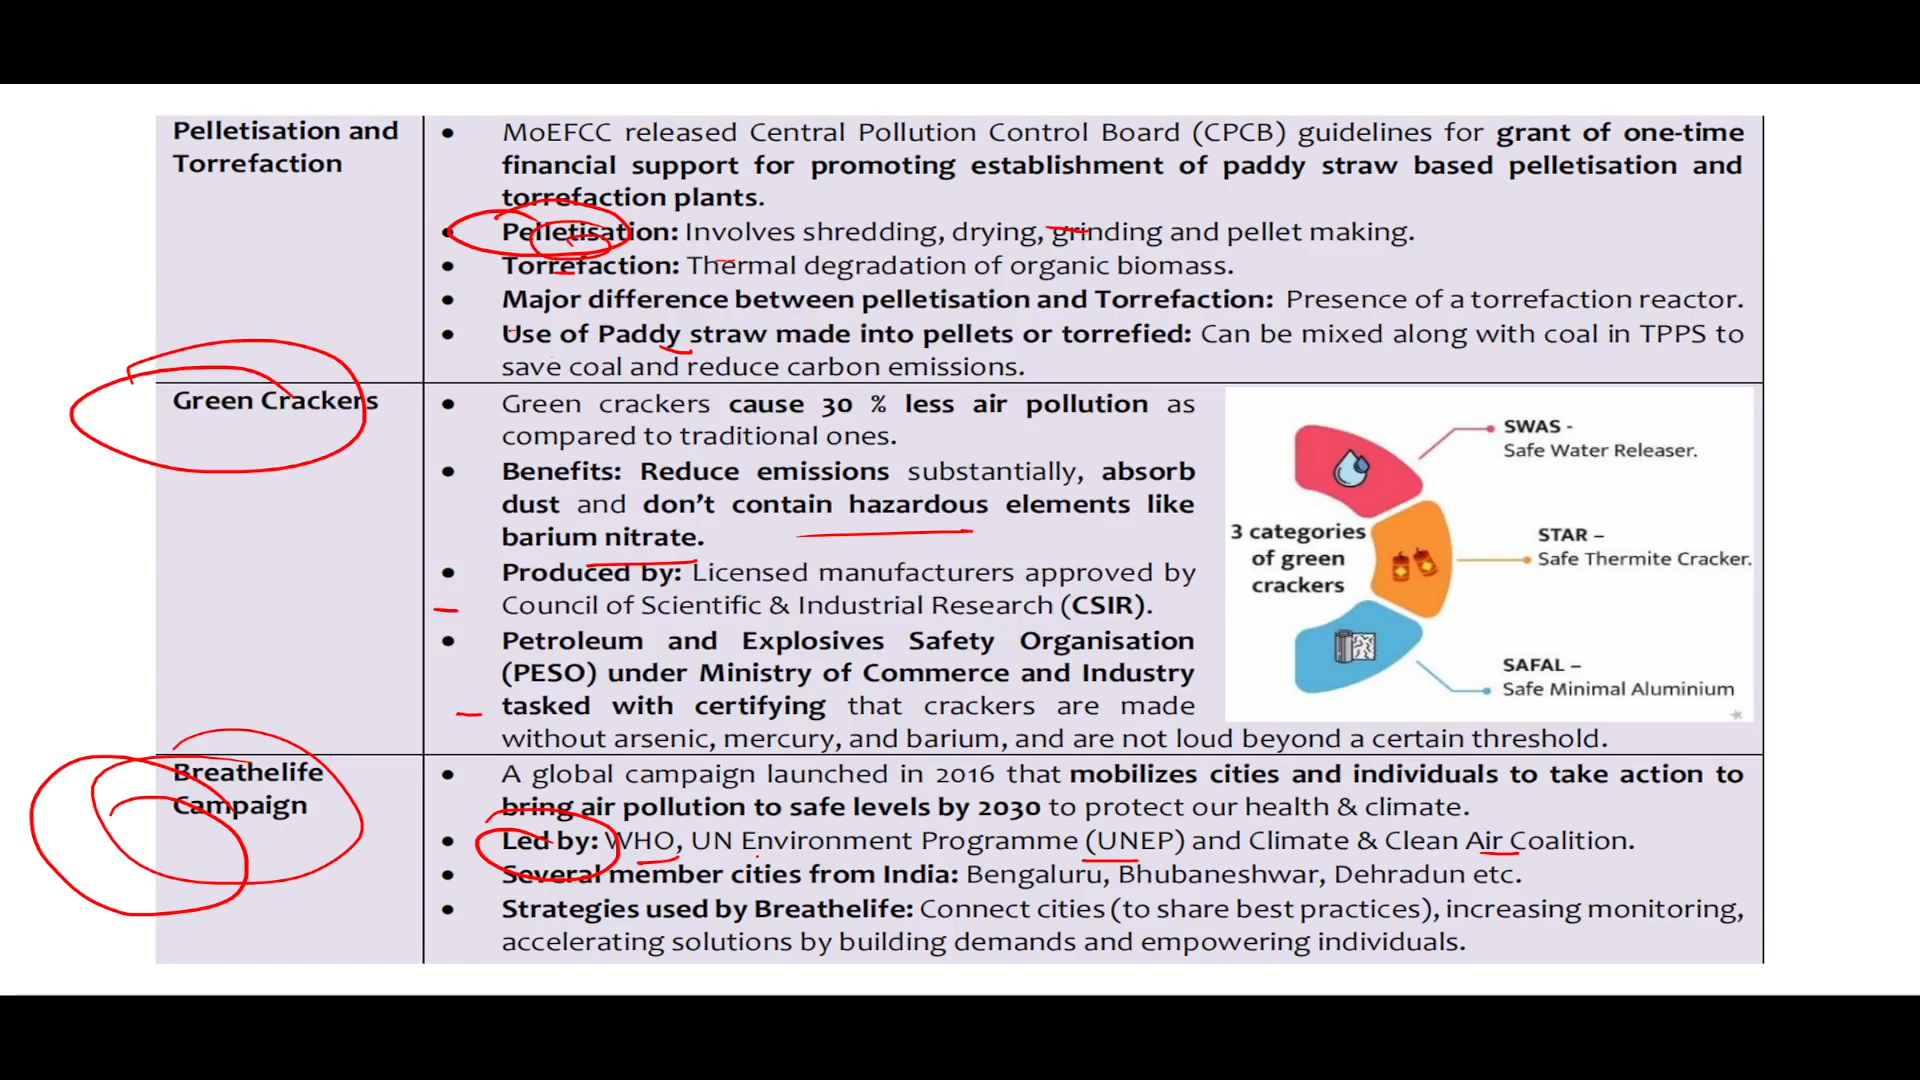 Pelletisation and
Torrefaction
• MoEFCC released Central Pollution Control Board (CPCB) guidelines for grant of one-time
financial support for promoting establishment of paddy straw based pelletisation and
torrefaction plants.
• Pelletisation: Involves shredding, drying, grinding and pellet making.
• Torrefaction: Thermal degradation of organic biomass.
• Major difference between pelletisation and Torrefaction: Presence of a torrefaction reactor.
• Use of Paddy straw made into pellets or torrefied: Can be mixed along with coal in TPPS to
save coal and reduce carbon emissions.
Green Crackers
• Green crackers cause 30 % less air pollution as
compared to traditional ones.
• Benefits: Reduce emissions substantially, absorb
dust and don't contain hazardous elements like
barium nitrate.
• Produced by: Licensed manufacturers approved by
Council of Scientific & Industrial Research (CSIR).
• Petroleum and Explosives Safety Organisation
(PESO) under Ministry of Commerce and Industry
tasked with certifying that crackers are made
without arsenic, mercury, and barium, and are not loud beyond a certain threshold.
3 categories
of green
crackers
SWAS -
Safe Water Releaser.
STAR –
Safe Thermite Cracker.
SAFAL –
Safe Minimal Aluminium
Breathelife
Campaign
• A global campaign launched in 2016 that mobilizes cities and individuals to take action to
bring air pollution to safe levels by 2030 to protect our health & climate.
• Led by: WHO, UN Environment Programme (UNEP) and Climate & Clean Air Coalition.
• Several member cities from India: Bengaluru, Bhubaneshwar, Dehradun etc.
• Strategies used by Breathelife: Connect cities (to share best practices), increasing monitoring,
accelerating solutions by building demands and empowering individuals.